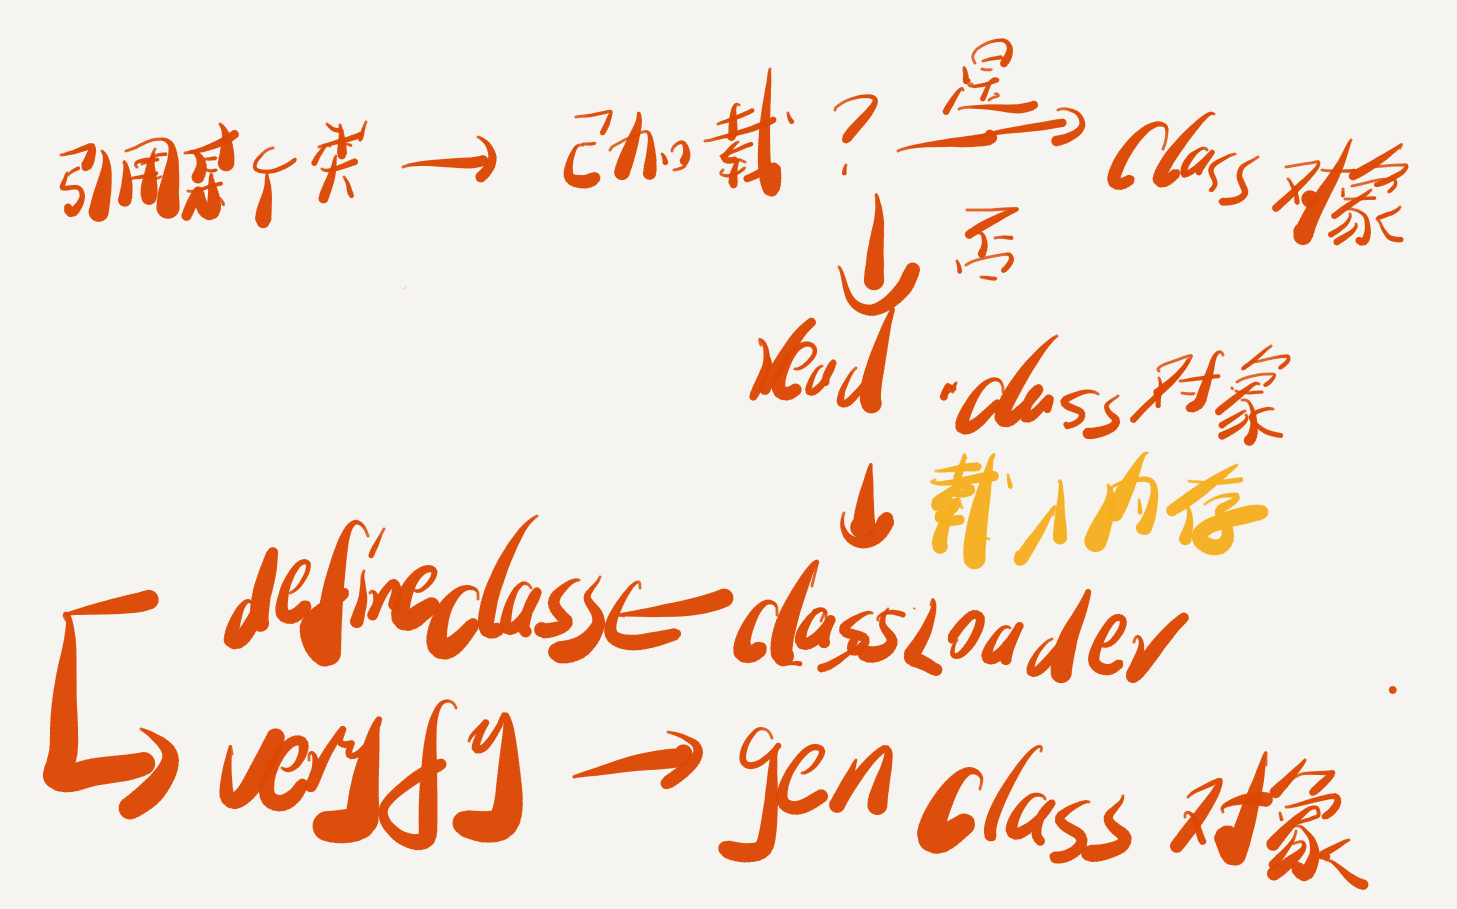 引用某个类 → 已加载? 是 → Class 对象
否
read .class 对象
载入内存
defineclass ← classLoader
veryfy → gen Class 对象